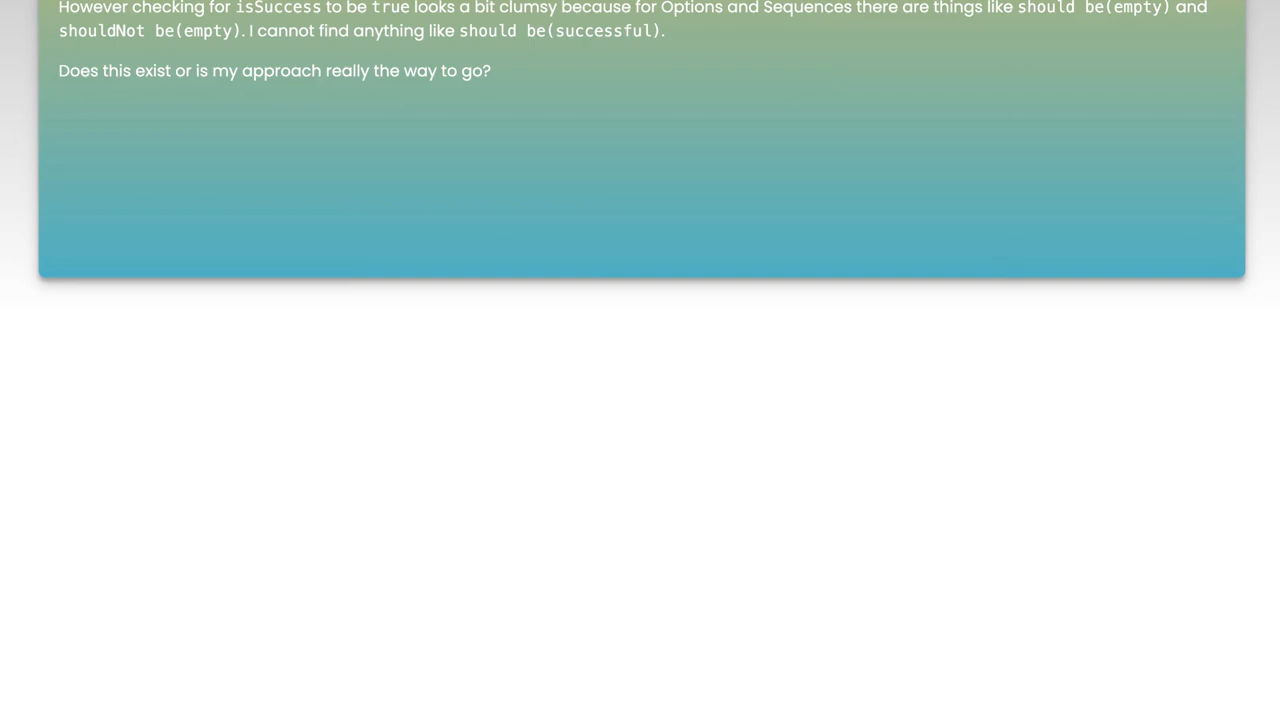 However checking for isSuccess to be true looks a bit clumsy because for Options and Sequences there are things like should be(empty) and
shouldNot be(empty). I cannot find anything like should be(successful).
Does this exist or is my approach really the way to go?